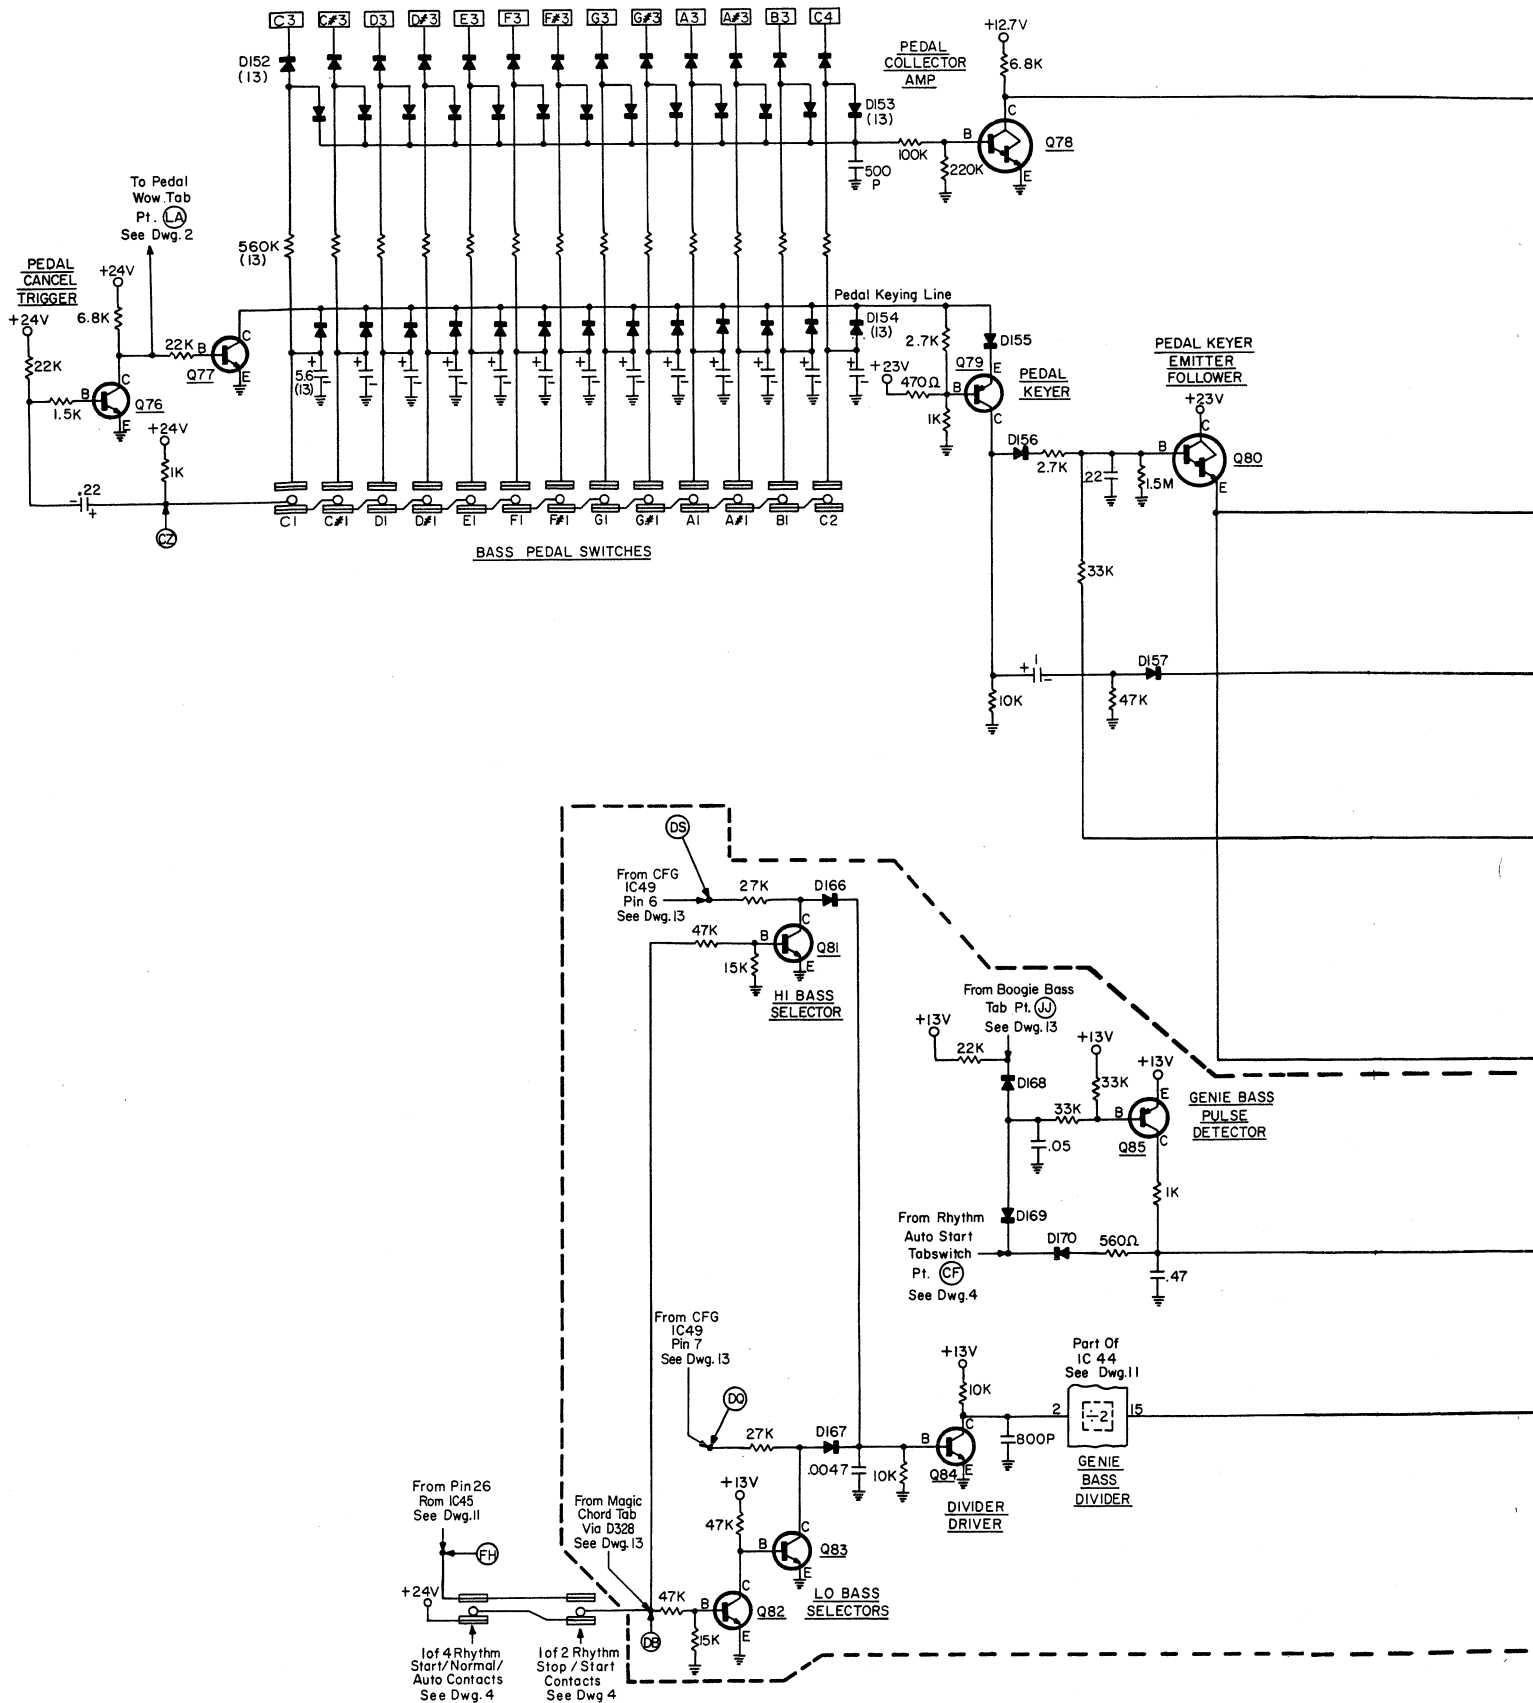 C3 C#3 D3 D#3 E3 F3 F#3 G3 G#3 A3 A#3 B3 C4
D152
(13)
D153
(13)
PEDAL
COLLECTOR
AMP
+12.7V
6.8K
C
B
Q78
E
100K
220K
500
P
To Pedal
Wow Tab
Pt. LA
See Dwg. 2
560K
(13)
PEDAL
CANCEL
TRIGGER
+24V
+24V
6.8K
22K
22K
B
C
Q77
E
1.5K
B
C
Q76
E
+24V
1K
.22
-
+
CZ
Pedal Keying Line
D154
(13)
+ - + - + - + - + - + - + - + - + - + - + - + - + -
5.6
(13)
2.7K
D155
+23V
470Ω
Q79
B
E
C
1K
PEDAL
KEYER
D156
2.7K
.22
1.5M
PEDAL KEYER
EMITTER
FOLLOWER
+23V
C
B
Q80
E
33K
C1 C#1 D1 D#1 E1 F1 F#1 G1 G#1 A1 A#1 B1 C2
BASS PEDAL SWITCHES
+ 1 -
D157
10K
47K
DS
From CFG
IC49
Pin 6
See Dwg. 13
27K
D166
47K
B
C
Q81
E
15K
HI BASS
SELECTOR
From Boogie Bass
Tab Pt. JJ
See Dwg. 13
+13V
22K
+13V
+13V
D168
33K
33K
B
E
C
Q85
.05
GENIE BASS
PULSE
DETECTOR
1K
D169
From Rhythm
Auto Start
Tabswitch
Pt. CF
See Dwg. 4
D170
560Ω
.47
From CFG
IC49
Pin 7
See Dwg. 13
DQ
27K
D167
.0047
10K
+13V
10K
B
C
Q84
E
800P
DIVIDER
DRIVER
Part Of
IC 44
See Dwg. 11
2
÷2
15
GENIE
BASS
DIVIDER
From Pin 26
Rom IC45
See Dwg. 11
FH
+24V
From Magic
Chord Tab
Via D328
See Dwg. 13
+13V
47K
B
C
Q83
E
LO BASS
SELECTORS
47K
B
C
Q82
E
15K
DB
1 of 4 Rhythm
Start/Normal/
Auto Contacts
See Dwg. 4
1 of 2 Rhythm
Stop / Start
Contacts
See Dwg 4